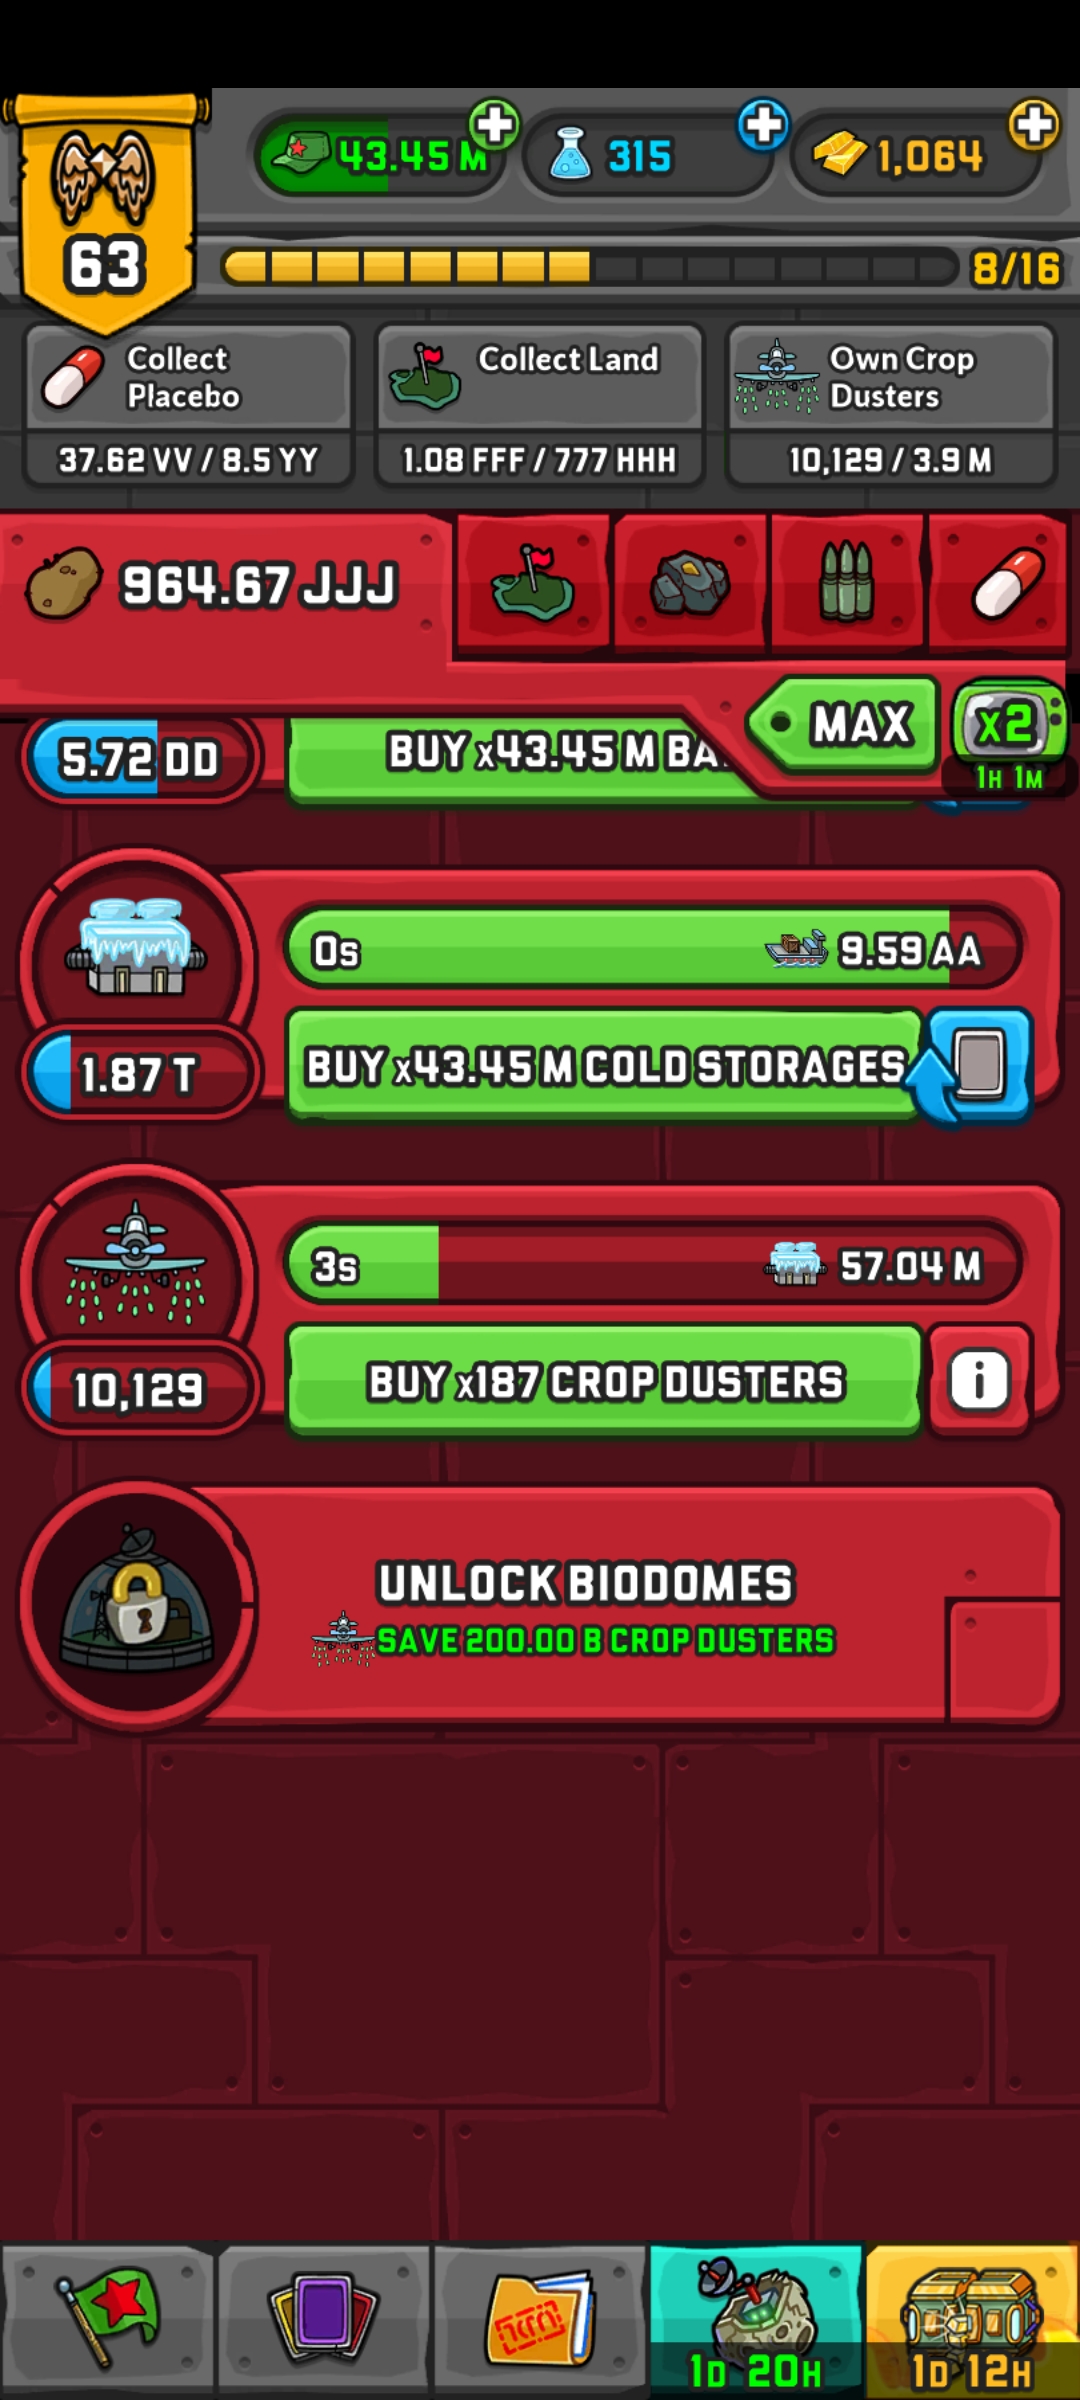 43.45 M
315
1,064
63
8/16
Collect
Placebo
37.62 VV / 8.5 YY
Collect Land
1.08 FFF / 777 HHH
Own Crop
Dusters
10,129 / 3.9 M
964.67 JJJ
MAX
x2
1H 1M
5.72 DD
BUY x43.45 M BA
0s
9.59 AA
1.87 T
BUY x43.45 M COLD STORAGES
3s
57.04 M
10,129
BUY x187 CROP DUSTERS
i
UNLOCK BIODOMES
SAVE 200.00 B CROP DUSTERS
1D 20H
1D 12H